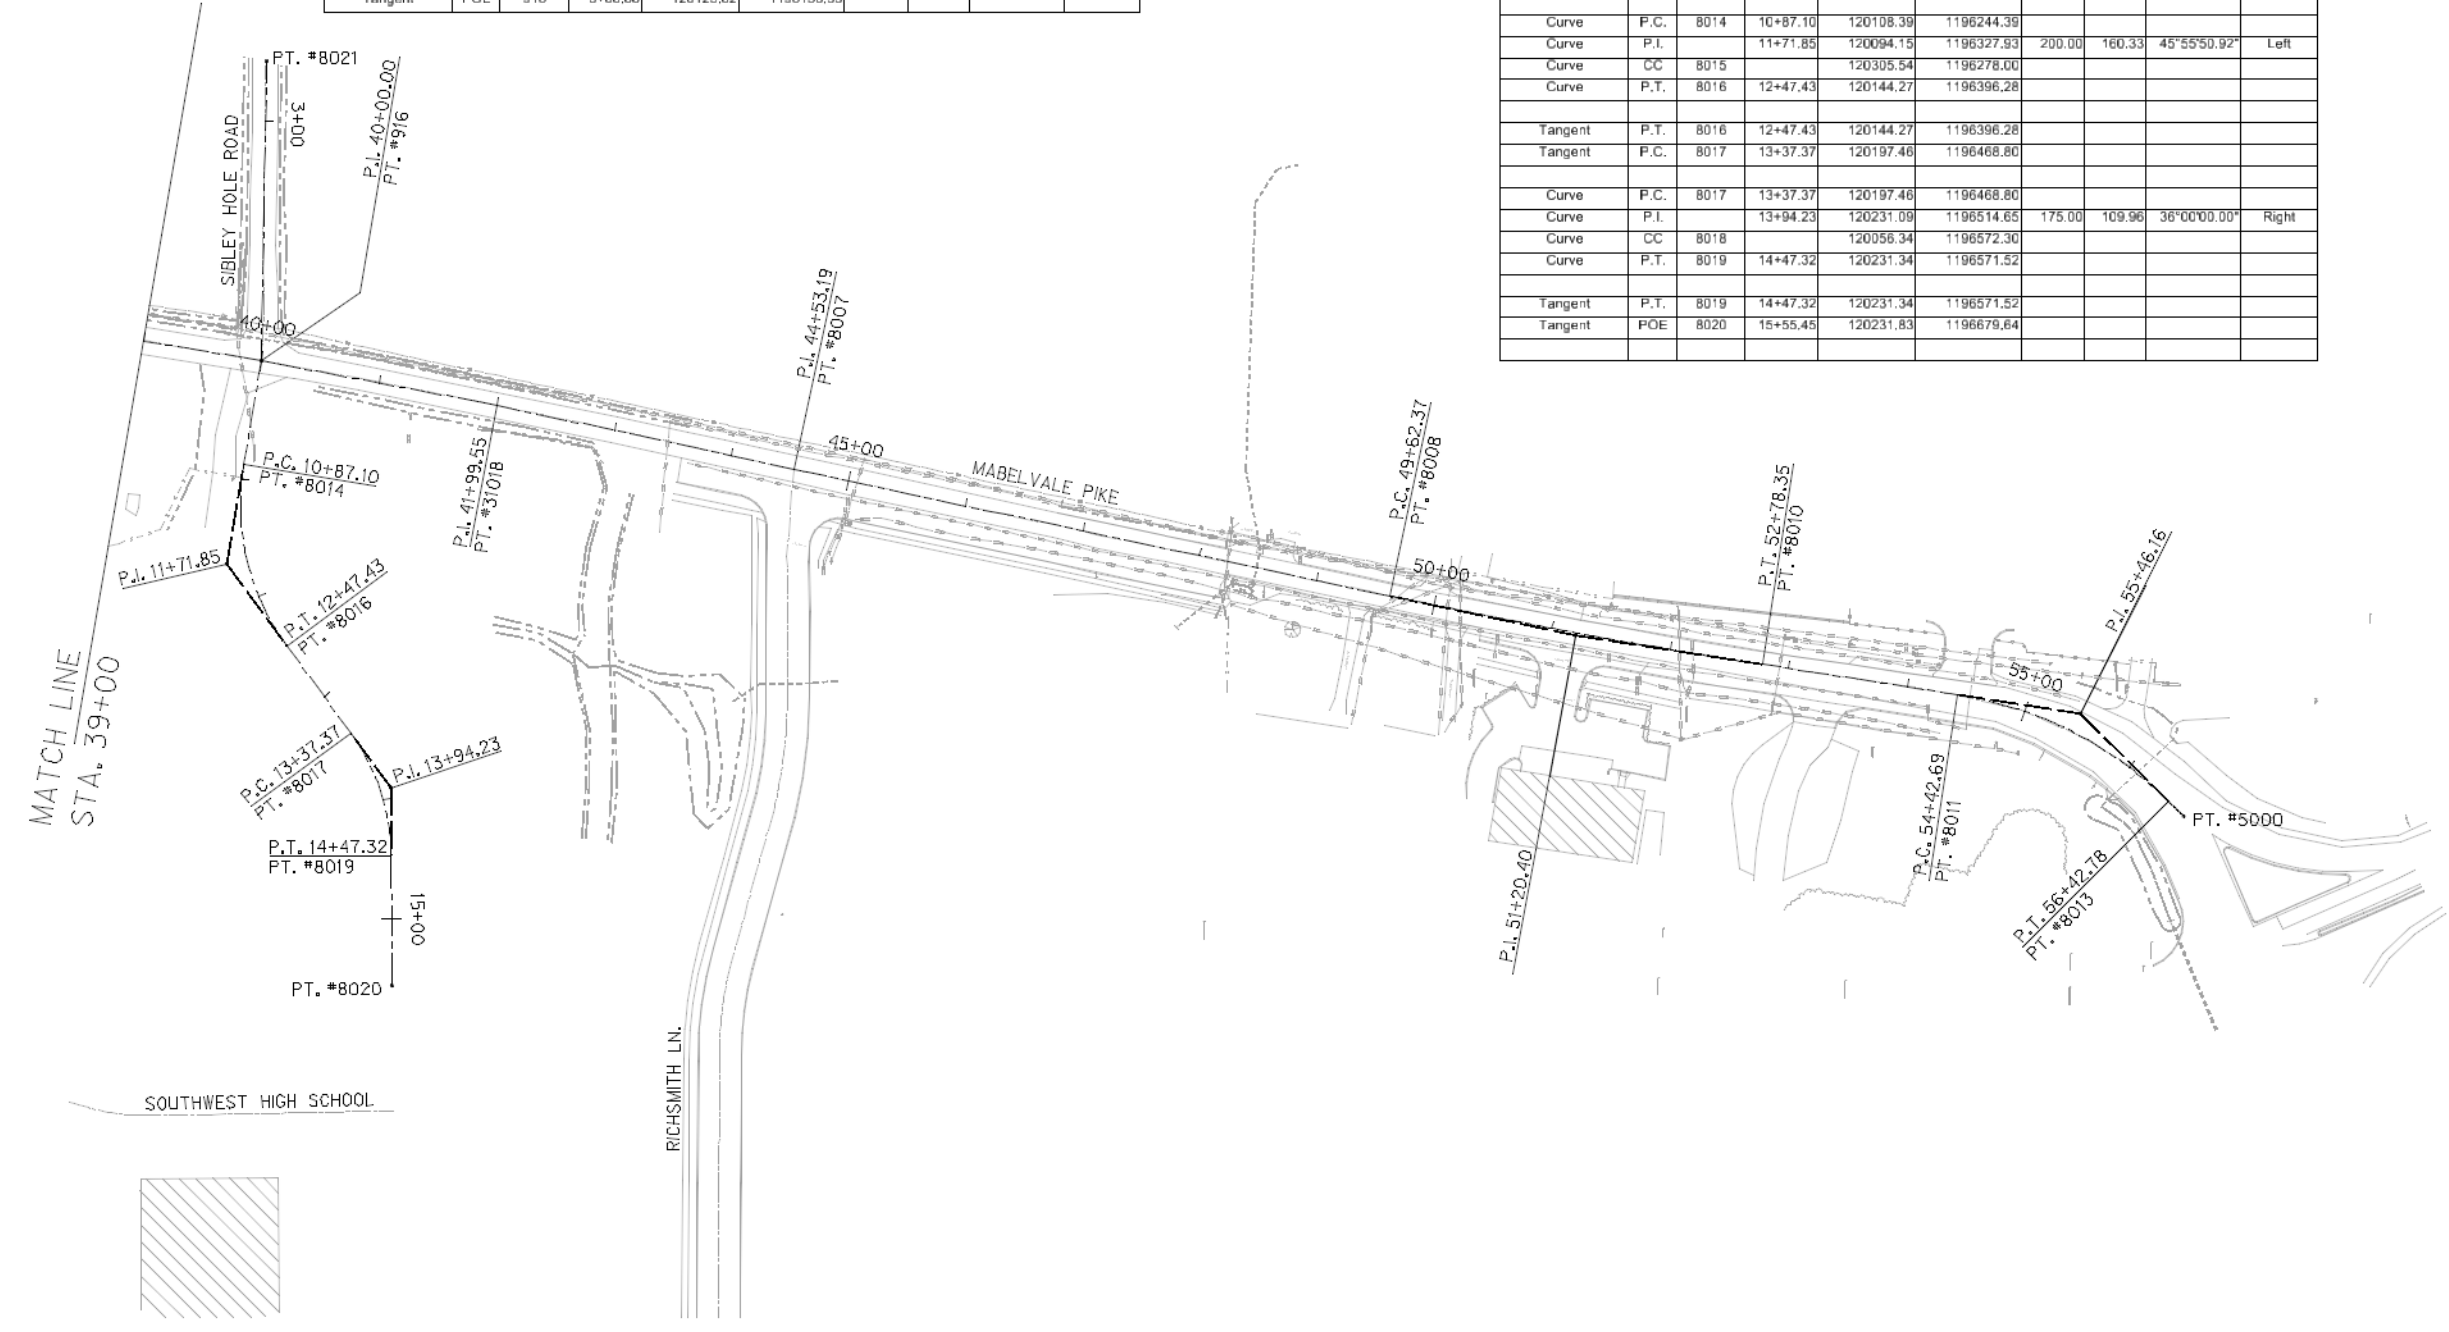 Tangent POE
Curve P.C. 8014 10+87.10 120108.39 1196244.39
Curve P.I. 11+71.85 120094.15 1196327.93 200.00 160.33 45°55'50.92" Left
Curve CC 8015 120305.54 1196278.00
Curve P.T. 8016 12+47.43 120144.27 1196396.28
Tangent P.T. 8016 12+47.43 120144.27 1196396.28
Tangent P.C. 8017 13+37.37 120197.46 1196468.80
Curve P.C. 8017 13+37.37 120197.46 1196468.80
Curve P.I. 13+94.23 120231.09 1196514.65 175.00 109.96 36°00'00.00" Right
Curve CC 8018 120056.34 1196572.30
Curve P.T. 8019 14+47.32 120231.34 1196571.52
Tangent P.T. 8019 14+47.32 120231.34 1196571.52
Tangent POE 8020 15+55.45 120231.83 1196679.64
PT. #8021
3+00
SIBLEY HOLE ROAD
P.I. 40+00.00
PT. #916
40+00
P.I. 44+53.19
PT. #8007
P.C. 10+87.10
PT. #8014
P.I. 41+99.55
PT. #3101B
45+00
MABELVALE PIKE
P.C. 49+62.37
PT. #8008
50+00
P.T. 52+78.35
PT. #8010
P.I. 55+46.16
55+00
P.I. 11+71.85
P.T. 12+47.43
PT. #8016
MATCH LINE
STA. 39+00
P.C. 13+37.37
PT. #8017
P.I. 13+94.23
P.T. 14+47.32
PT. #8019
15+00
PT. #8020
P.I. 51+20.40
P.C. 54+42.69
PT. #8011
PT. #5000
P.T. 56+42.78
PT. #8013
RICHSMITH LN.
SOUTHWEST HIGH SCHOOL